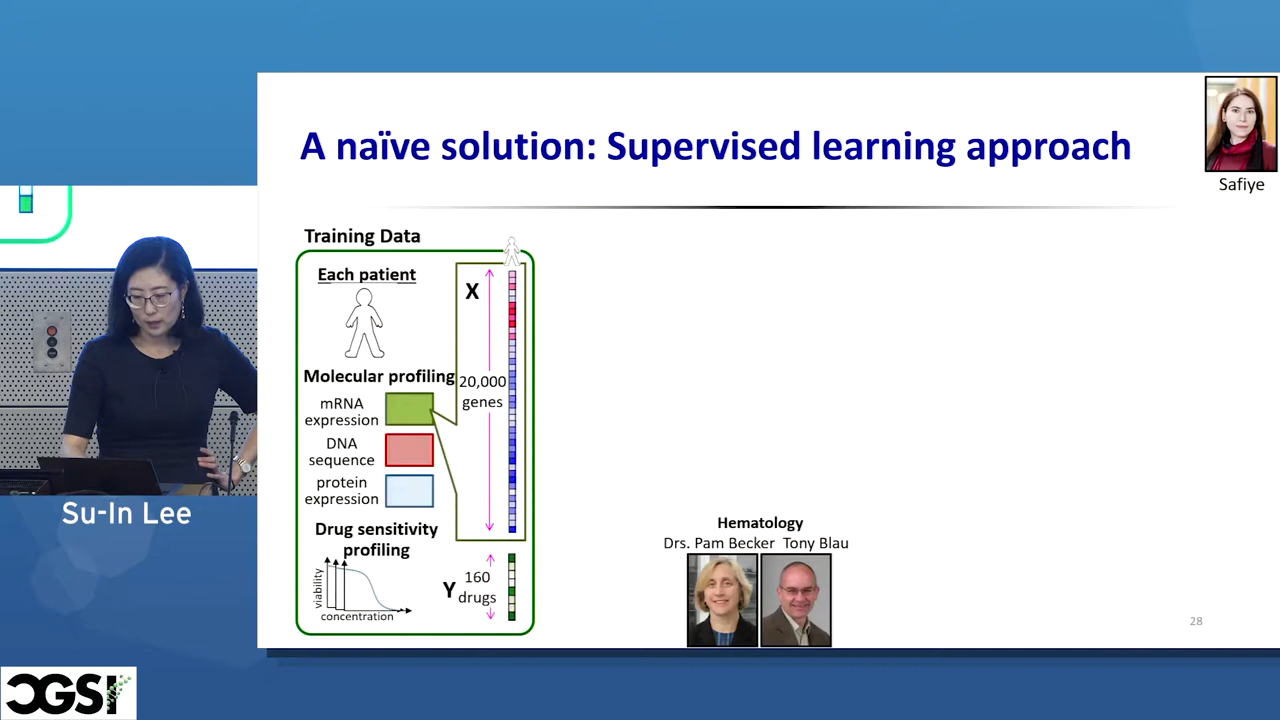 A naïve solution: Supervised learning approach
Safiye
Training Data
Each patient
X
20,000
genes
Molecular profiling
mRNA
expression
DNA
sequence
protein
expression
Drug sensitivity
profiling
viability
concentration
Y
160
drugs
Hematology
Drs. Pam Becker Tony Blau
28
Su-In Lee
CGSI